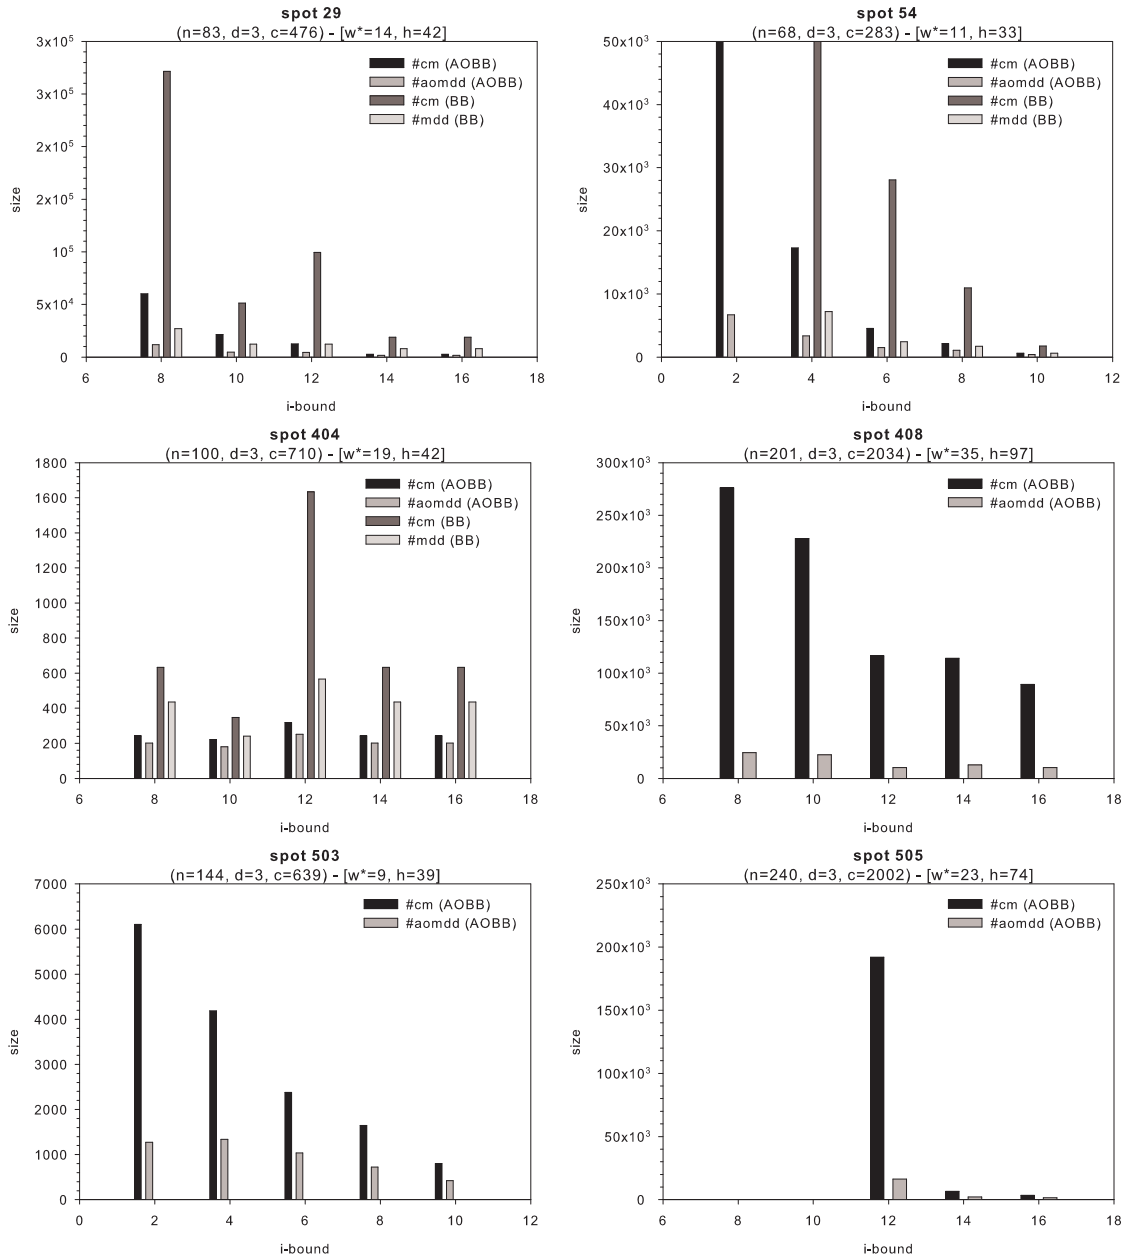 spot 29
(n=83, d=3, c=476) - [w*=14, h=42]
3x10⁵
3x10⁵
2x10⁵
2x10⁵
10⁵
5x10⁴
0
size
#cm (AOBB)
#aomdd (AOBB)
#cm (BB)
#mdd (BB)
6 8 10 12 14 16 18
i-bound
spot 54
(n=68, d=3, c=283) - [w*=11, h=33]
50x10³
40x10³
30x10³
20x10³
10x10³
0
size
#cm (AOBB)
#aomdd (AOBB)
#cm (BB)
#mdd (BB)
0 2 4 6 8 10 12
i-bound
spot 404
(n=100, d=3, c=710) - [w*=19, h=42]
1800
1600
1400
1200
1000
800
600
400
200
0
size
#cm (AOBB)
#aomdd (AOBB)
#cm (BB)
#mdd (BB)
6 8 10 12 14 16 18
i-bound
spot 408
(n=201, d=3, c=2034) - [w*=35, h=97]
300x10³
250x10³
200x10³
150x10³
100x10³
50x10³
0
size
#cm (AOBB)
#aomdd (AOBB)
6 8 10 12 14 16 18
i-bound
spot 503
(n=144, d=3, c=639) - [w*=9, h=39]
7000
6000
5000
4000
3000
2000
1000
0
size
#cm (AOBB)
#aomdd (AOBB)
0 2 4 6 8 10 12
i-bound
spot 505
(n=240, d=3, c=2002) - [w*=23, h=74]
250x10³
200x10³
150x10³
100x10³
50x10³
0
size
#cm (AOBB)
#aomdd (AOBB)
6 8 10 12 14 16 18
i-bound